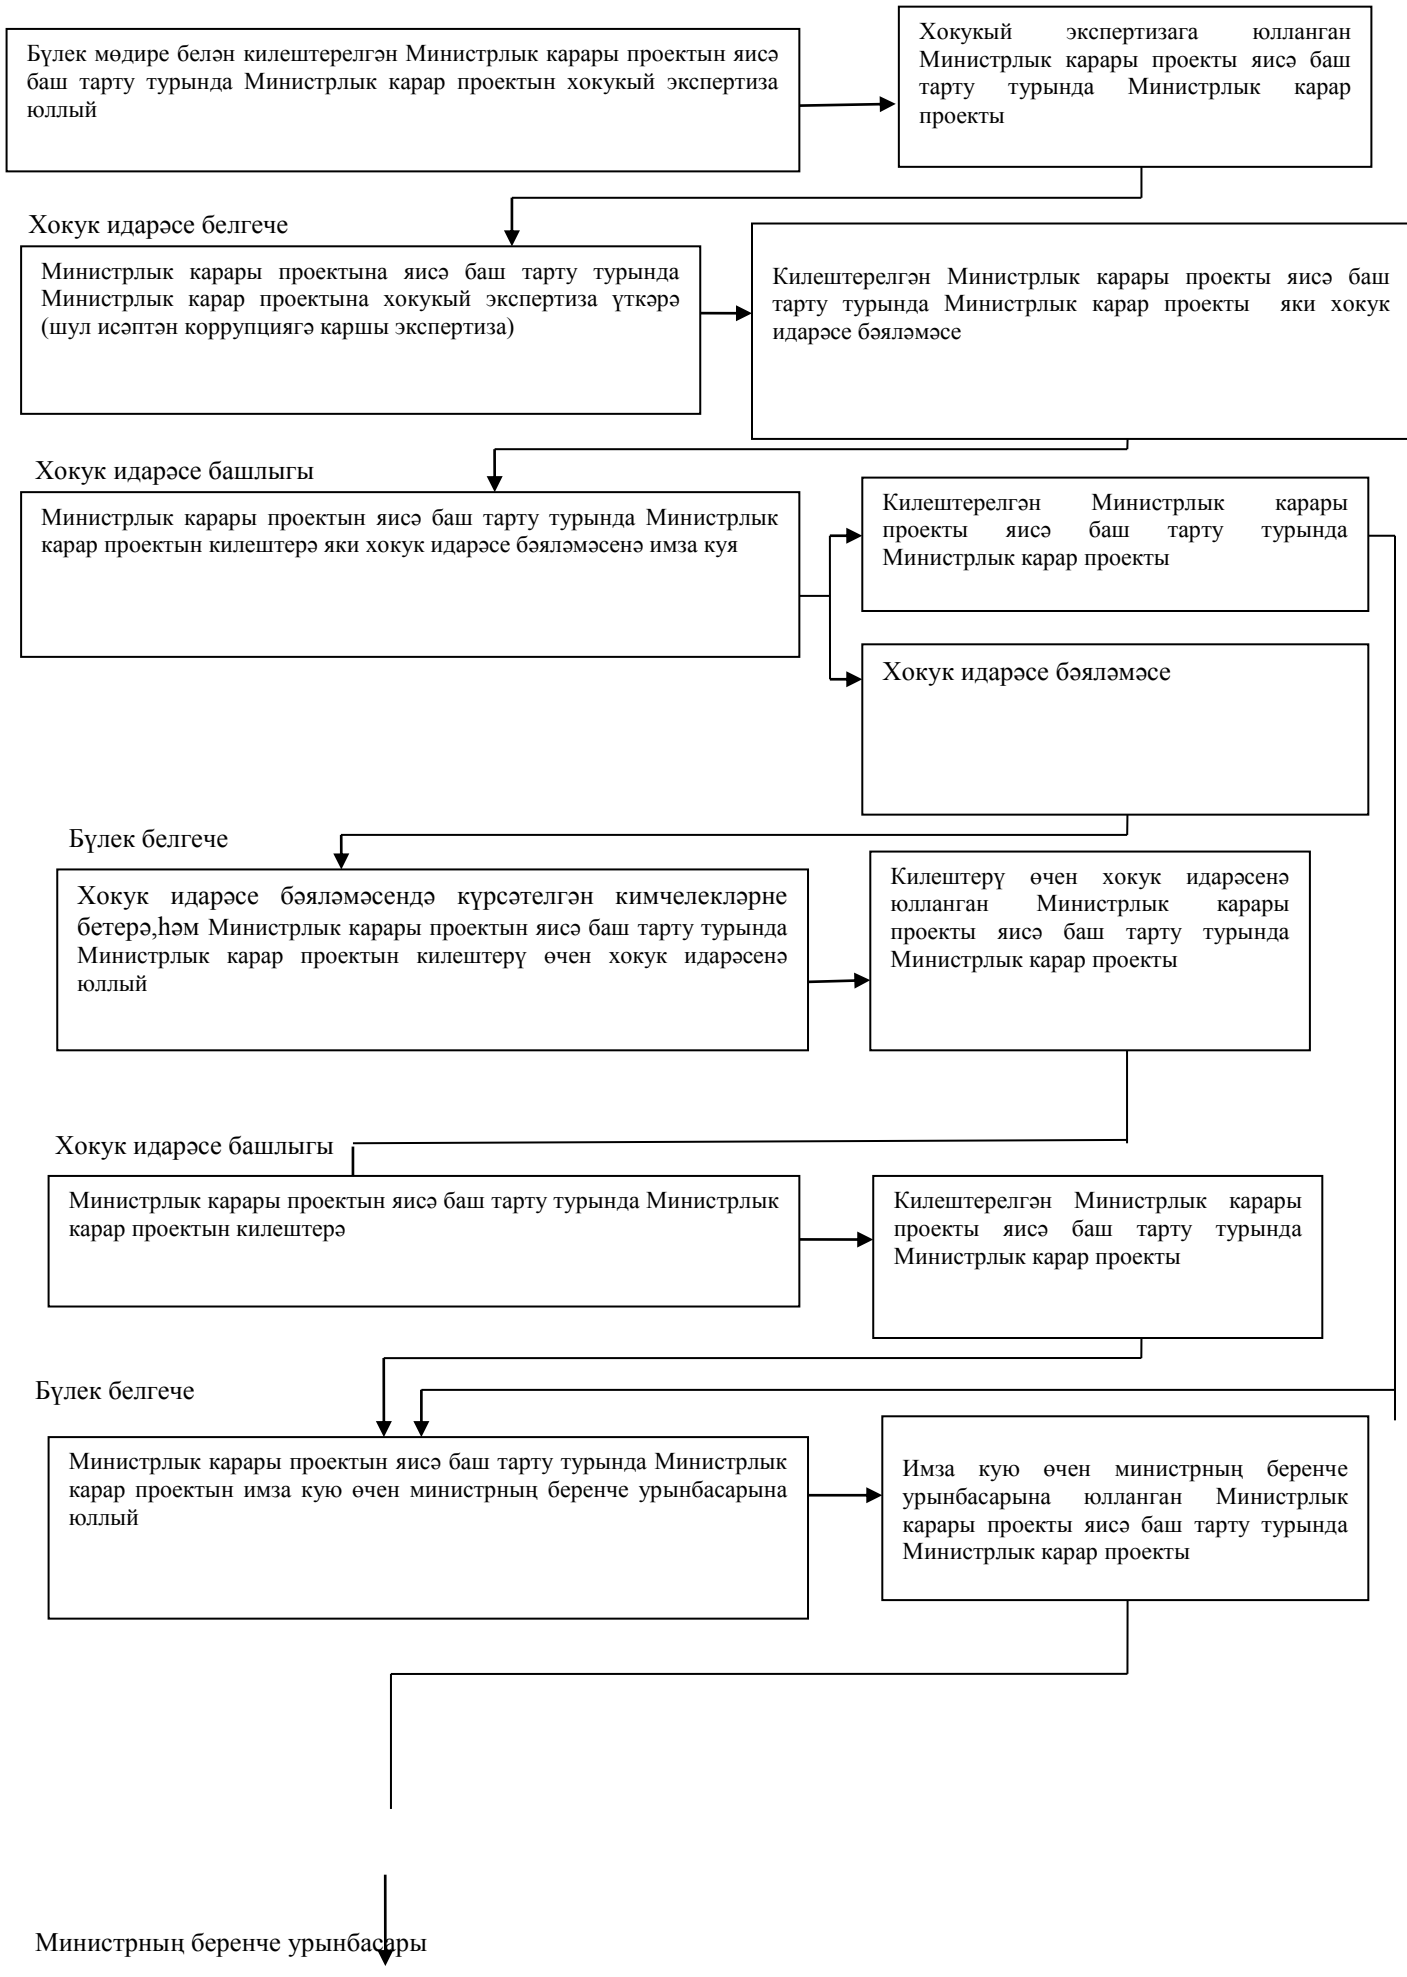 Бүлек мөдире белән килештерелгән Министрлык карары проектын яисә
баш тарту турында Министрлык карар проектын хокукый экспертиза
юллый
Хокукый экспертизага юлланган
Министрлык карары проекты яисә баш
тарту турында Министрлык карар
проекты
Хокук идарәсе белгече
Министрлык карары проектына яисә баш тарту турында
Министрлык карар проектына хокукый экспертиза үткәрә
(шул исәптән коррупциягә каршы экспертиза)
Килештерелгән Министрлык карары проекты яисә баш
тарту турында Министрлык карар проекты яки хокук
идарәсе бәяләмәсе
Хокук идарәсе башлыгы
Министрлык карары проектын яисә баш тарту турында Министрлык
карар проектын килештерә яки хокук идарәсе бәяләмәсенә имза куя
Килештерелгән Министрлык карары
проекты яисә баш тарту турында
Министрлык карар проекты
Хокук идарәсе бәяләмәсе
Бүлек белгече
Хокук идарәсе бәяләмәсендә күрсәтелгән кимчелекләрне
бетерә,һәм Министрлык карары проектын яисә баш тарту турында
Министрлык карар проектын килештерү өчен хокук идарәсенә
юллый
Килештерү өчен хокук идарәсенә
юлланган Министрлык карары
проекты яисә баш тарту турында
Министрлык карар проекты
Хокук идарәсе башлыгы
Министрлык карары проектын яисә баш тарту турында Министрлык
карар проектын килештерә
Килештерелгән Министрлык карары
проекты яисә баш тарту турында
Министрлык карар проекты
Бүлек белгече
Министрлык карары проектын яисә баш тарту турында Министрлык
карар проектын имза кую өчен министрның беренче урынбасарына
юллый
Имза кую өчен министрның беренче
урынбасарына юлланган Министрлык
карары проекты яисә баш тарту турында
Министрлык карар проекты
Министрның беренче урынбасары